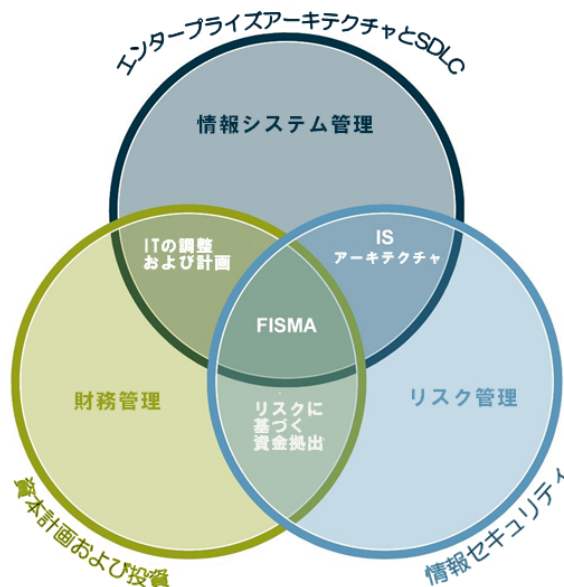 エンタープライズアーキテクチャとSDLC
情報システム管理
ITの調整
および計画
IS
アーキテクチャ
FISMA
財務管理
リスク管理
リスクに
基づく
資金拠出
資本計画および投資
情報セキュリティ